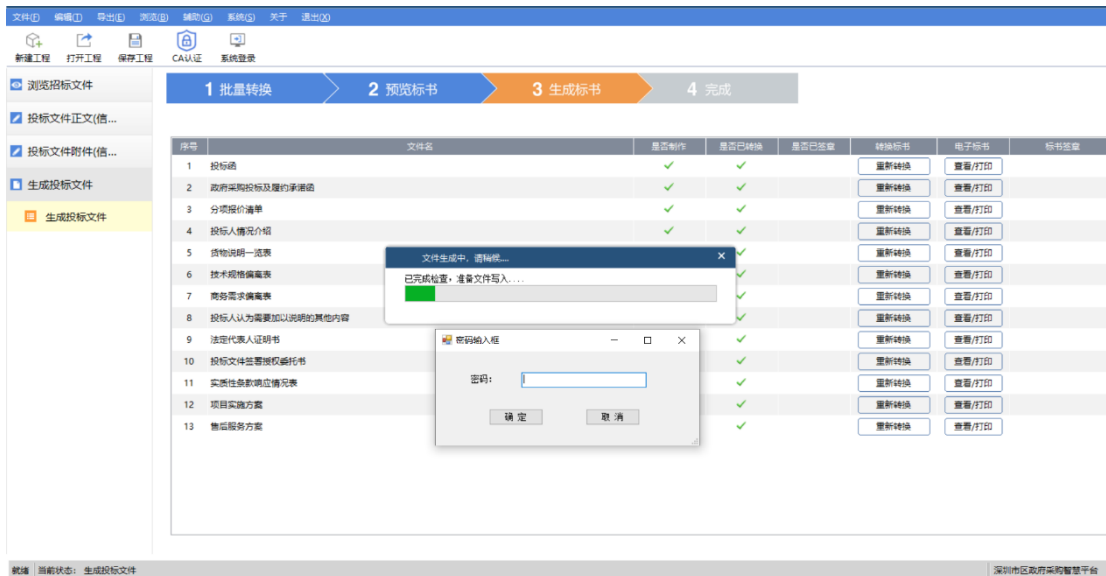 文件(F) 编辑(I) 导出(E) 浏览(B) 辅助(G) 系统(S) 关于 退出(X)
新建工程 打开工程 保存工程 CA认证 系统登录
浏览招标文件
投标文件正文(信...
投标文件附件(信...
生成投标文件
生成投标文件
1 批量转换 2 预览标书 3 生成标书 4 完成
序号 文件名 是否制作 是否已转换 是否已签章 转换标书 电子标书 标书签章
1 投标函 重新转换 查看/打印
2 政府采购投标及履约承诺函 重新转换 查看/打印
3 分项报价清单 重新转换 查看/打印
4 投标人情况介绍 重新转换 查看/打印
5 货物说明一览表 重新转换 查看/打印
6 技术规格偏离表 重新转换 查看/打印
7 商务需求偏离表 重新转换 查看/打印
8 投标人认为需要加以说明的其他内容 重新转换 查看/打印
9 法定代表人证明书 重新转换 查看/打印
10 投标文件签署授权委托书 重新转换 查看/打印
11 实质性条款响应情况表 重新转换 查看/打印
12 项目实施方案 重新转换 查看/打印
13 售后服务方案 重新转换 查看/打印
文件生成中，请稍候....
已完成检查，准备文件写入....
密码输入框
密码：
确 定 取 消
就绪 当前状态： 生成投标文件 深圳市区政府采购智慧平台